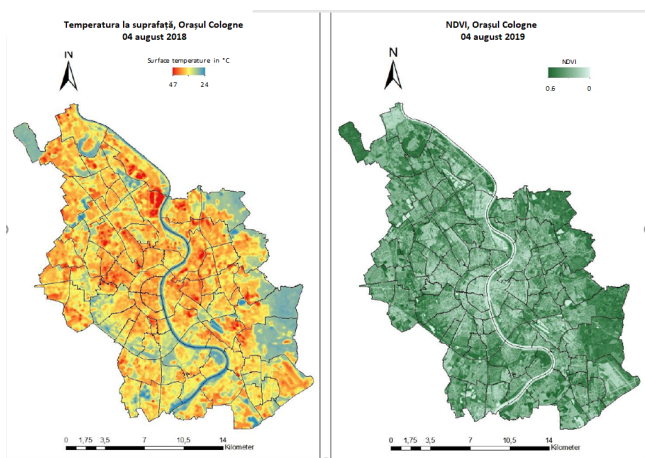 Temperatura la suprafață, Orașul Cologne
04 august 2018
N
Surface temperature in °C
47 24
0 1,75 3,5 7 10,5 14
Kilometer
NDVI, Orașul Cologne
04 august 2019
N
NDVI
0.6 0
0 1,75 3,5 7 10,5 14
Kilometer